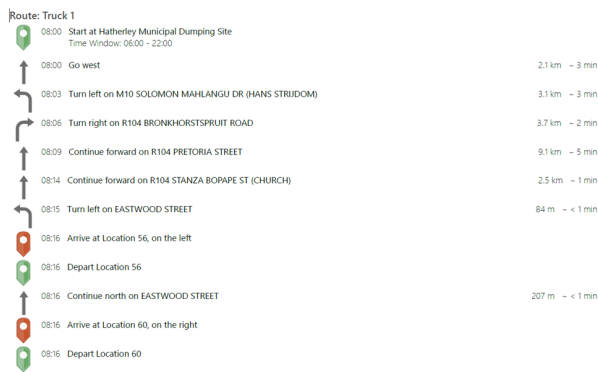 Route: Truck 1
08:00 Start at Hatherley Municipal Dumping Site
Time Window: 06:00 - 22:00
08:00 Go west 2.1 km ~ 3 min
08:03 Turn left on M10 SOLOMON MAHLANGU DR (HANS STRIJDOM) 3.1 km ~ 3 min
08:06 Turn right on R104 BRONKHORSTSPRUIT ROAD 3.7 km ~ 2 min
08:09 Continue forward on R104 PRETORIA STREET 9.1 km ~ 5 min
08:14 Continue forward on R104 STANZA BOPAPE ST (CHURCH) 2.5 km ~ 1 min
08:15 Turn left on EASTWOOD STREET 84 m ~ < 1 min
08:16 Arrive at Location 56, on the left
08:16 Depart Location 56
08:16 Continue north on EASTWOOD STREET 207 m ~ < 1 min
08:16 Arrive at Location 60, on the right
08:16 Depart Location 60